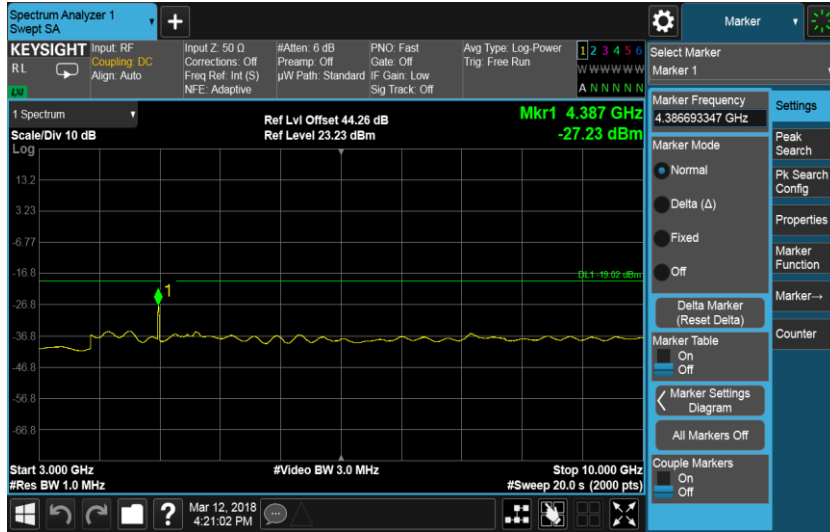 Spectrum Analyzer 1
Swept SA
Marker
KEYSIGHT
RL
LXI
Input: RF
Coupling: DC
Align: Auto
Input Z: 50 Ω
Corrections: Off
Freq Ref: Int (S)
NFE: Adaptive
#Atten: 6 dB
Preamp: Off
µW Path: Standard
PNO: Fast
Gate: Off
IF Gain: Low
Sig Track: Off
Avg Type: Log-Power
Trig: Free Run
1 2 3 4 5 6
W W W W W W
A N N N N N
Select Marker
Marker 1
1 Spectrum
Scale/Div 10 dB
Log
Ref Lvl Offset 44.26 dB
Ref Level 23.23 dBm
Mkr1 4.387 GHz
-27.23 dBm
13.2
3.23
-6.77
-16.8
-26.8
-36.8
-46.8
-56.8
-66.8
DL1 -19.02 dBm
1
Start 3.000 GHz
#Res BW 1.0 MHz
#Video BW 3.0 MHz
Stop 10.000 GHz
#Sweep 20.0 s (2000 pts)
Marker Frequency
4.386693347 GHz
Marker Mode
Normal
Delta (Δ)
Fixed
Off
Delta Marker
(Reset Delta)
Marker Table
On
Off
Marker Settings
Diagram
All Markers Off
Couple Markers
On
Off
Settings
Peak
Search
Pk Search
Config
Properties
Marker
Function
Marker→
Counter
?
Mar 12, 2018
4:21:02 PM